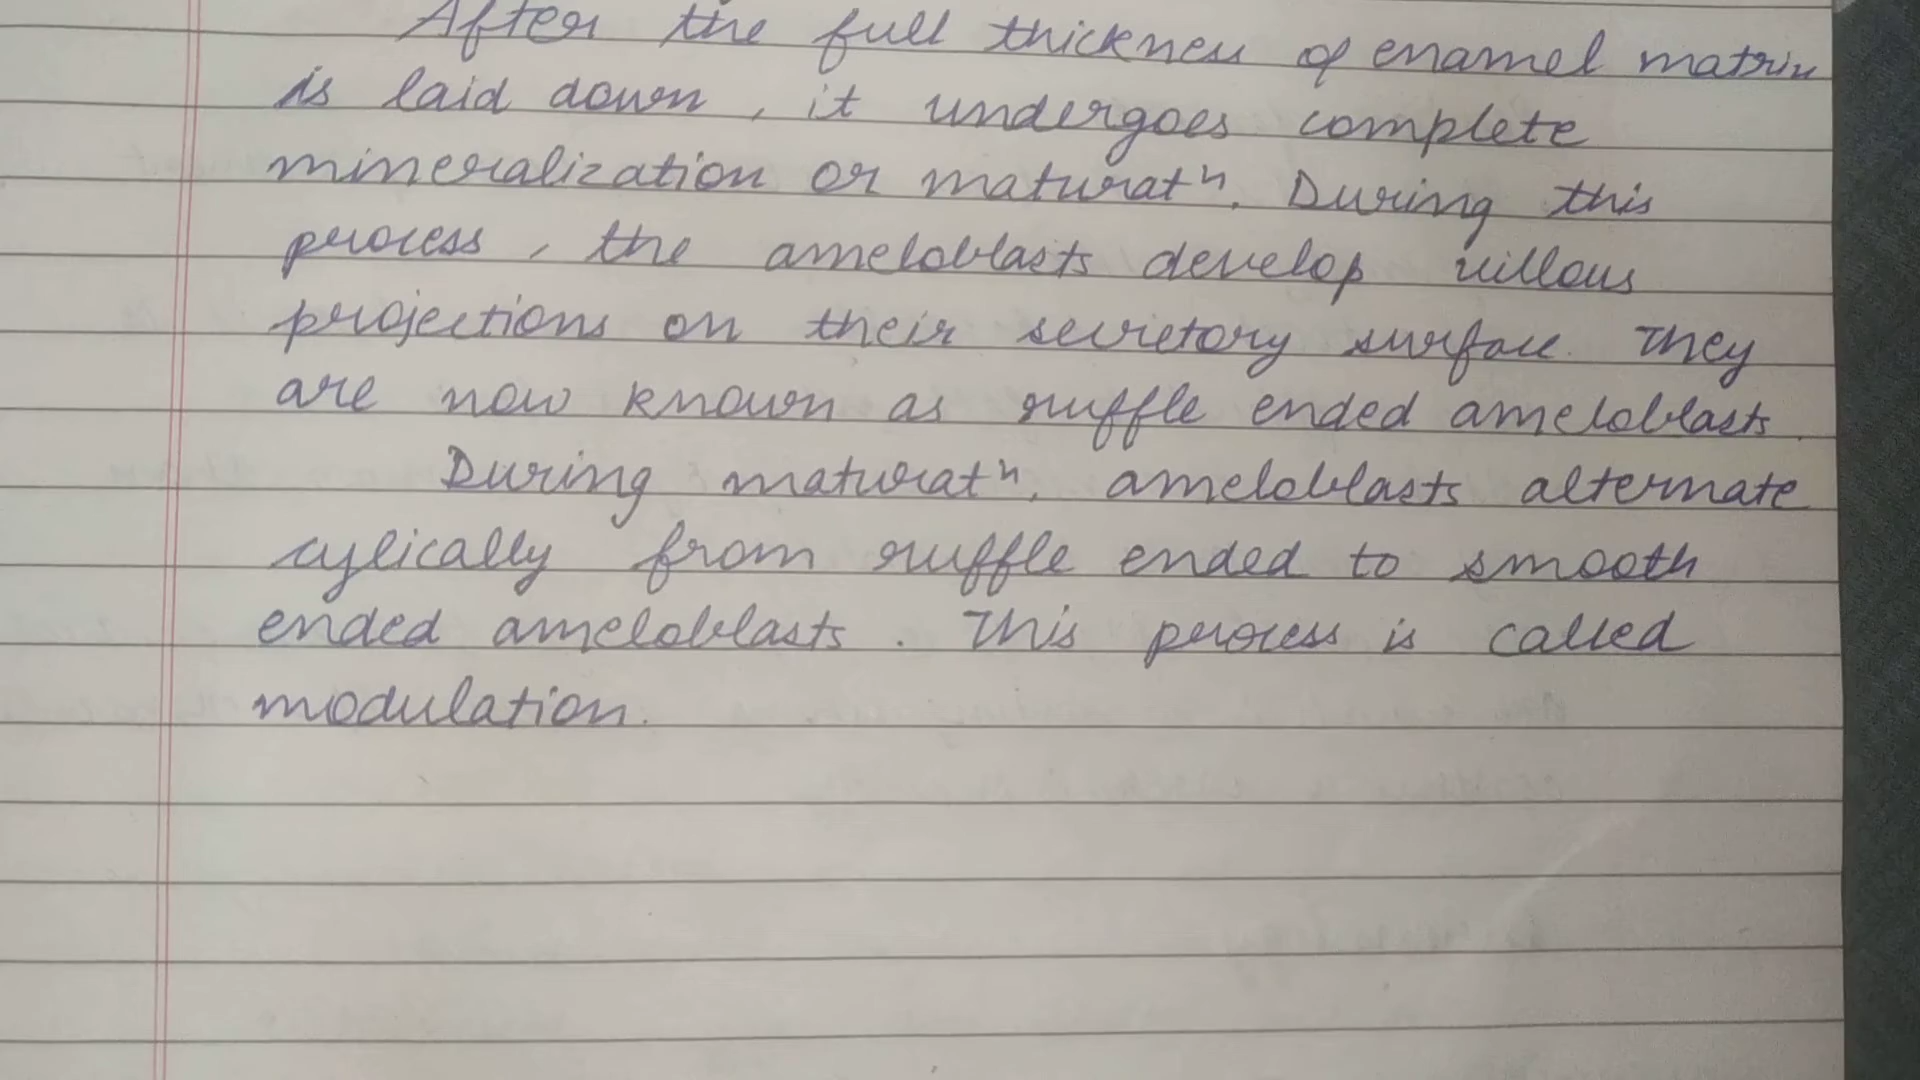 After the full thickness of enamel matrix
is laid down, it undergoes complete
mineralization or maturatⁿ. During this
process, the ameloblasts develop villous
projections on their secretory surface. They
are now known as ruffle ended ameloblasts.
During maturatⁿ, ameloblasts alternate
cylically from ruffle ended to smooth
ended ameloblasts. This process is called
modulation.